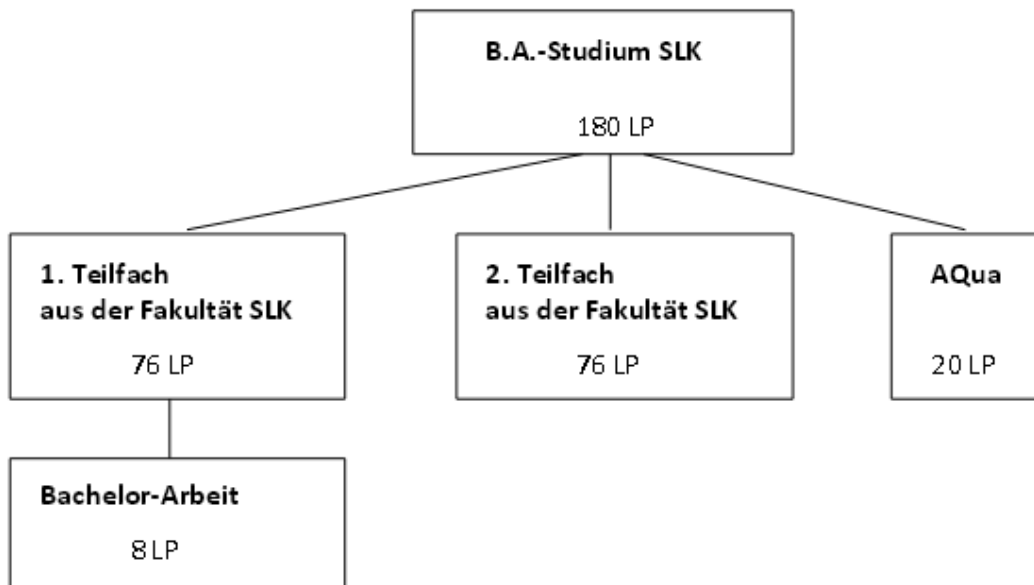 B.A.-Studium SLK
180 LP
1. Teilfach
aus der Fakultät SLK
76 LP
2. Teilfach
aus der Fakultät SLK
76 LP
AQua
20 LP
Bachelor-Arbeit
8 LP